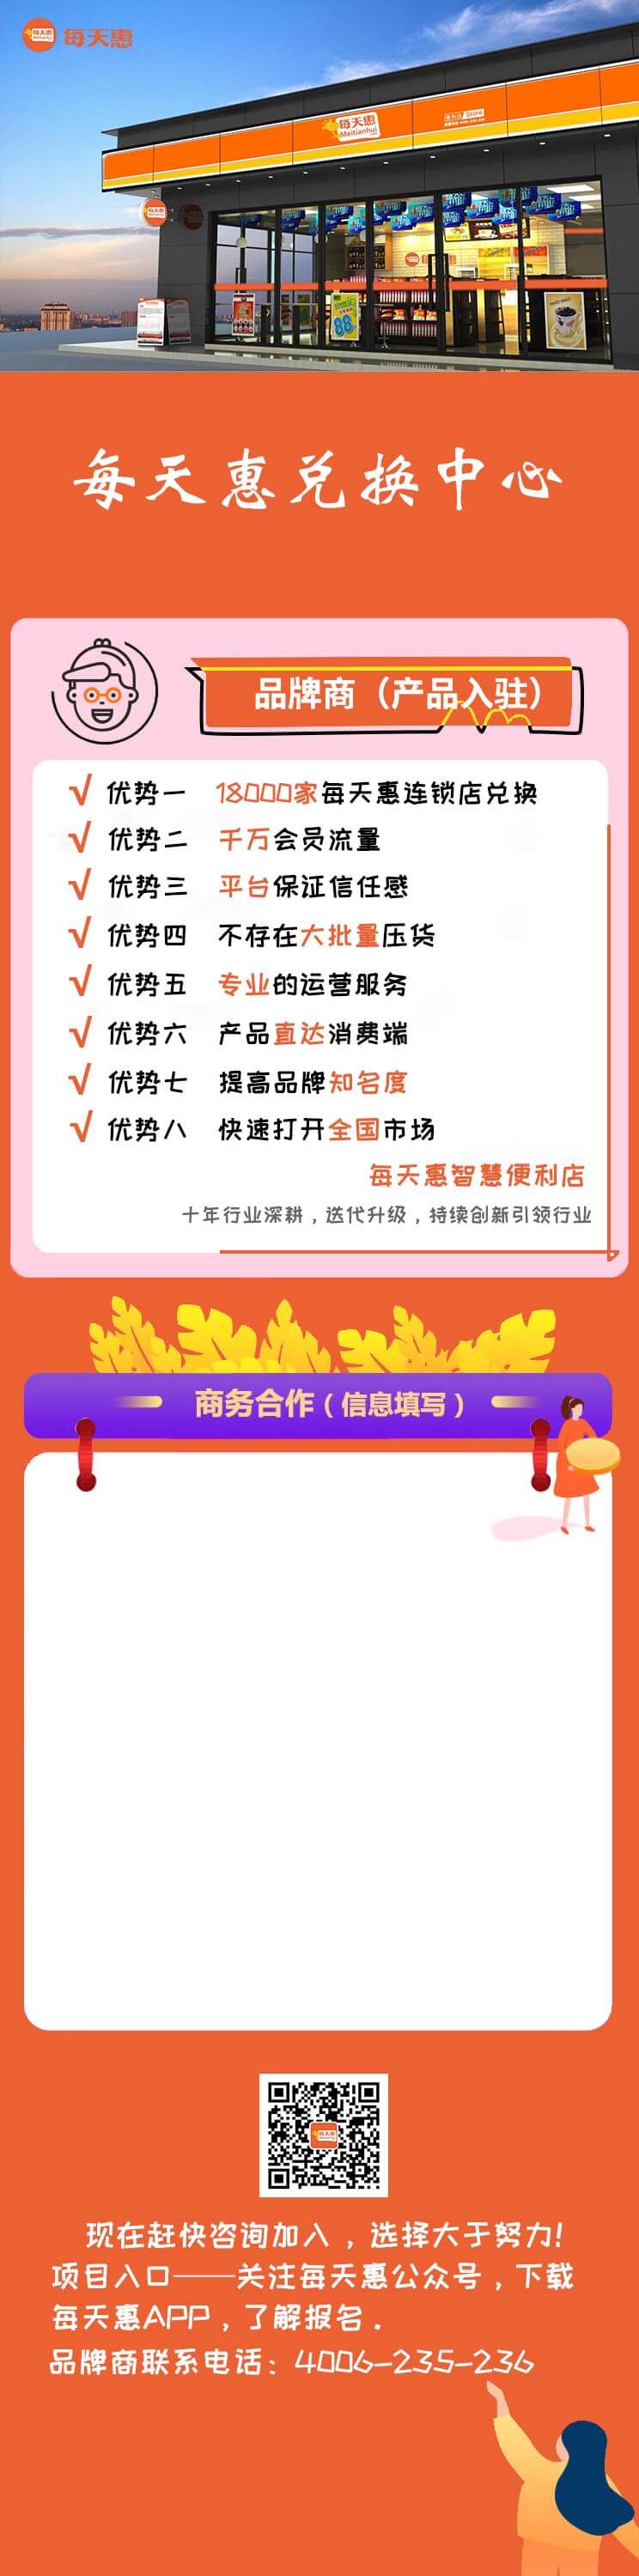 每天惠
每天惠
Meitianhui
Store
88
每天惠兑换中心
品牌商（产品入驻）
√ 优势一 18000家每天惠连锁店兑换
√ 优势二 千万会员流量
√ 优势三 平台保证信任感
√ 优势四 不存在大批量压货
√ 优势五 专业的运营服务
√ 优势六 产品直达消费端
√ 优势七 提高品牌知名度
√ 优势八 快速打开全国市场
每天惠智慧便利店
十年行业深耕，迭代升级，持续创新引领行业
商务合作（信息填写）
现在赶快咨询加入，选择大于努力!
项目入口——关注每天惠公众号，下载
每天惠APP，了解报名.
品牌商联系电话：4006-235-236